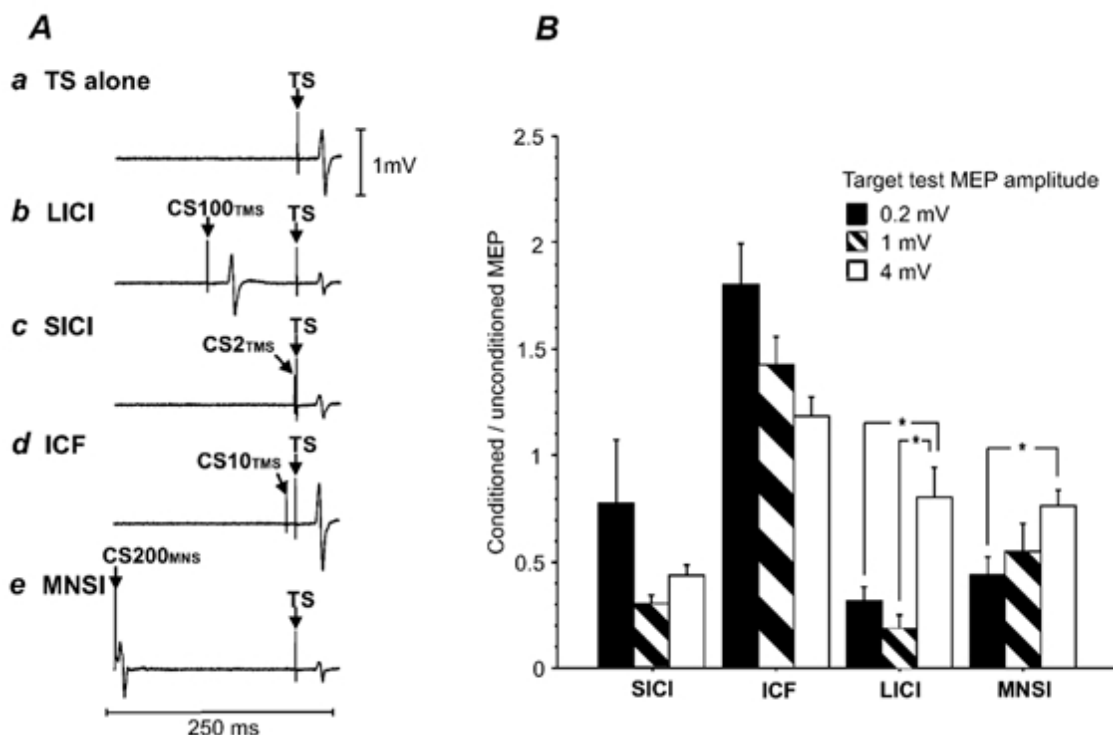 A
a TS alone
TS
1mV
b LICI
CS100TMS
TS
c SICI
CS2TMS
TS
d ICF
CS10TMS
TS
CS200MNS
e MNSI
TS
250 ms
B
Conditioned / unconditioned MEP
2.5
2
1.5
1
0.5
0
Target test MEP amplitude
0.2 mV
1 mV
4 mV
*
*
*
SICI ICF LICI MNSI